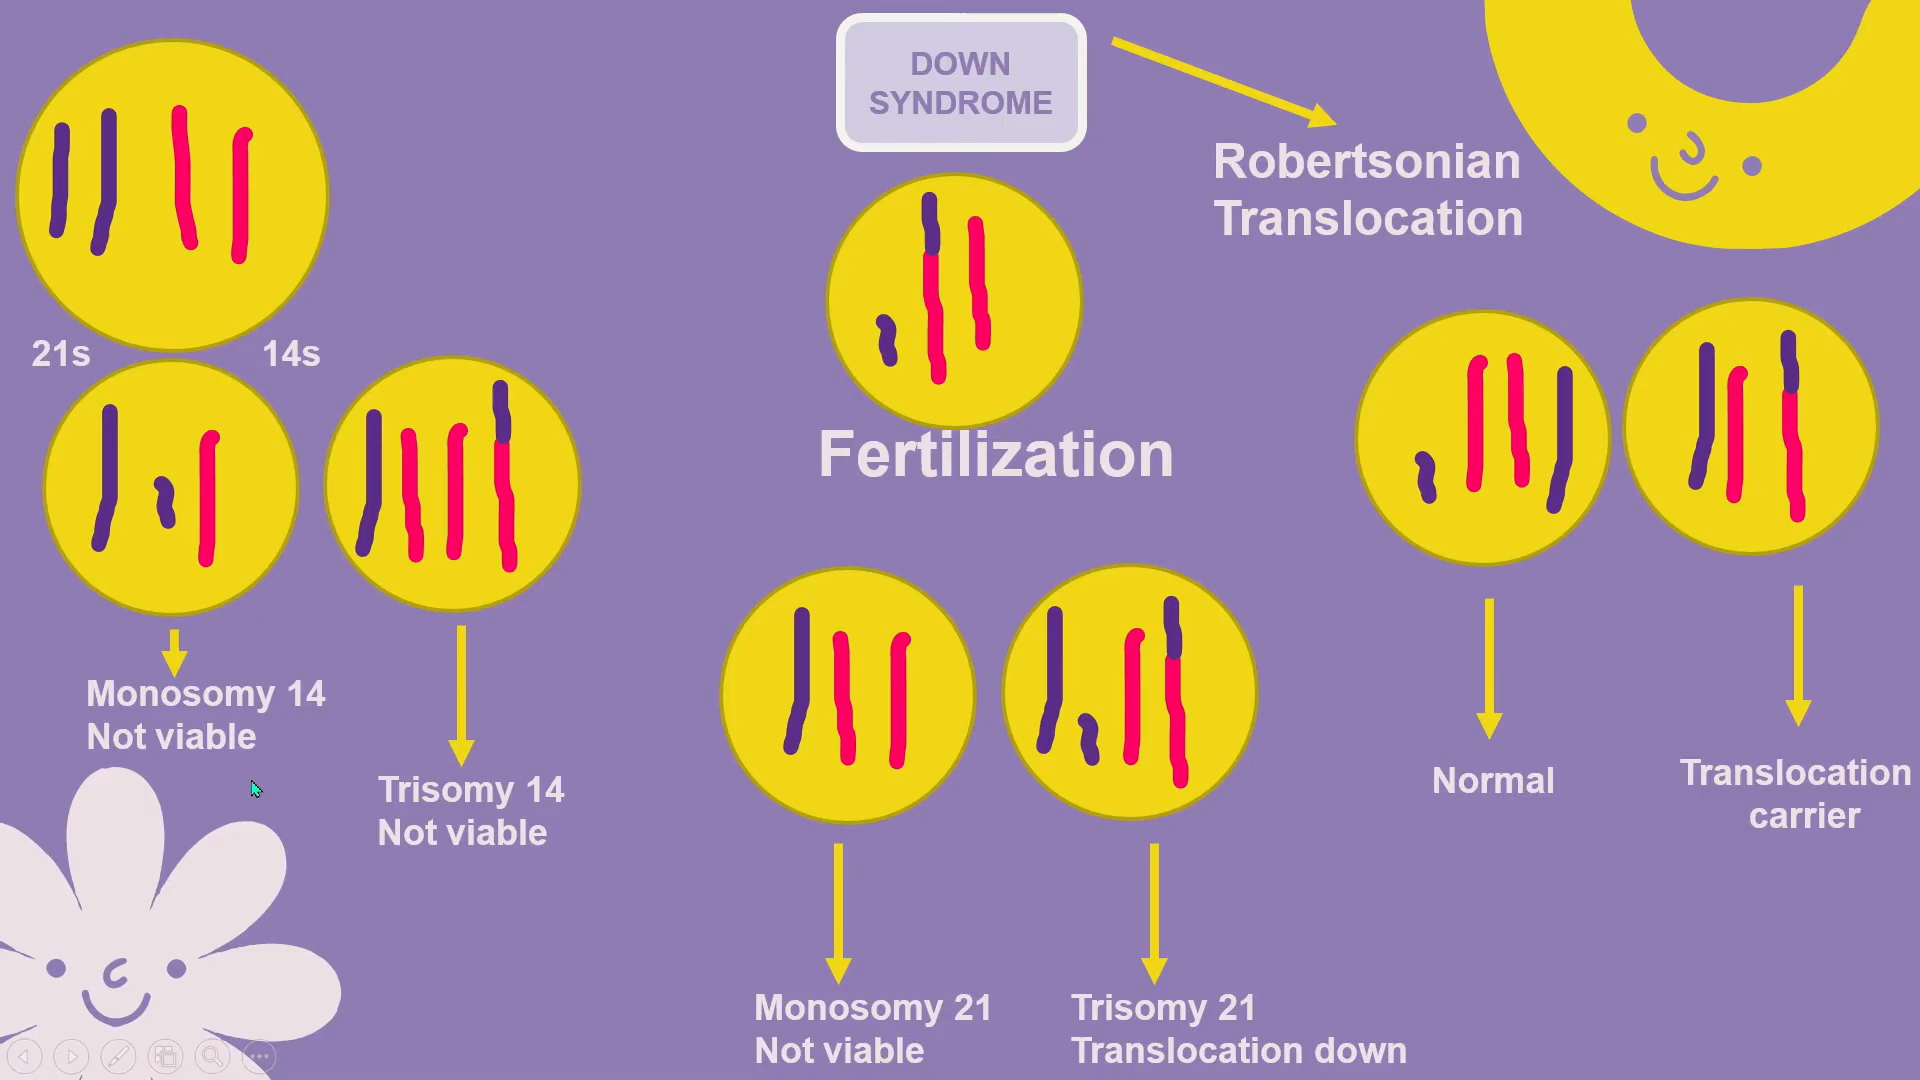 DOWN
SYNDROME
Robertsonian
Translocation
21s
14s
Fertilization
Monosomy 14
Not viable
Trisomy 14
Not viable
Normal
Translocation
carrier
Monosomy 21
Not viable
Trisomy 21
Translocation down